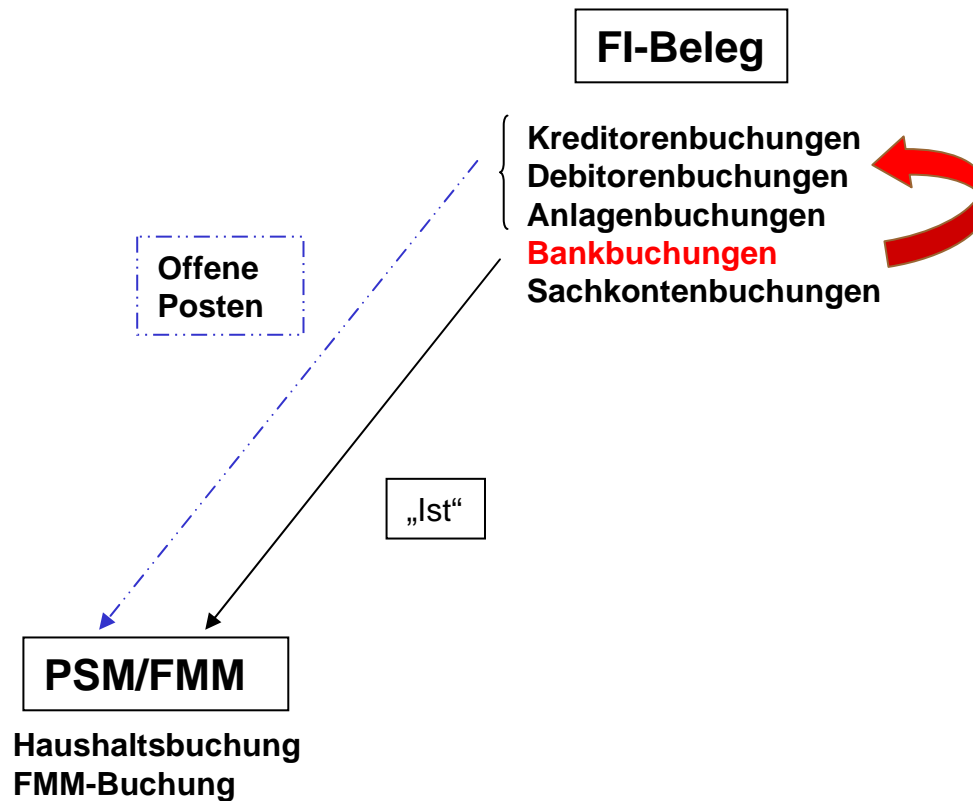 FI-Beleg
Kreditorenbuchungen
Debitorenbuchungen
Anlagenbuchungen
Bankbuchungen
Sachkontenbuchungen
Offene
Posten
„Ist“
PSM/FMM
Haushaltsbuchung
FMM-Buchung